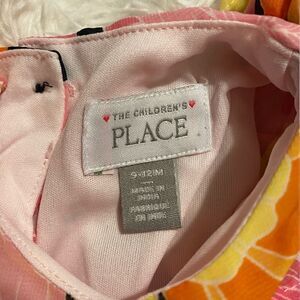 THE CHILDREN'S
PLACE
9-12M
MADE IN
INDIA
FABRIQUÉ
EN INDE